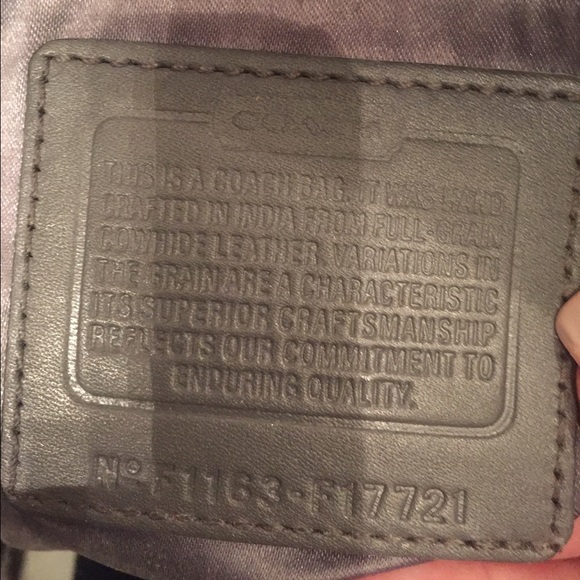 COACH
THIS IS A COACH BAG. IT WAS HAND
CRAFTED IN INDIA FROM FULL-GRAIN
COWHIDE LEATHER. VARIATIONS IN
THE GRAIN ARE A CHARACTERISTIC
ITS SUPERIOR CRAFTSMANSHIP
REFLECTS OUR COMMITMENT TO
ENDURING QUALITY.
Nº F1163-F17721